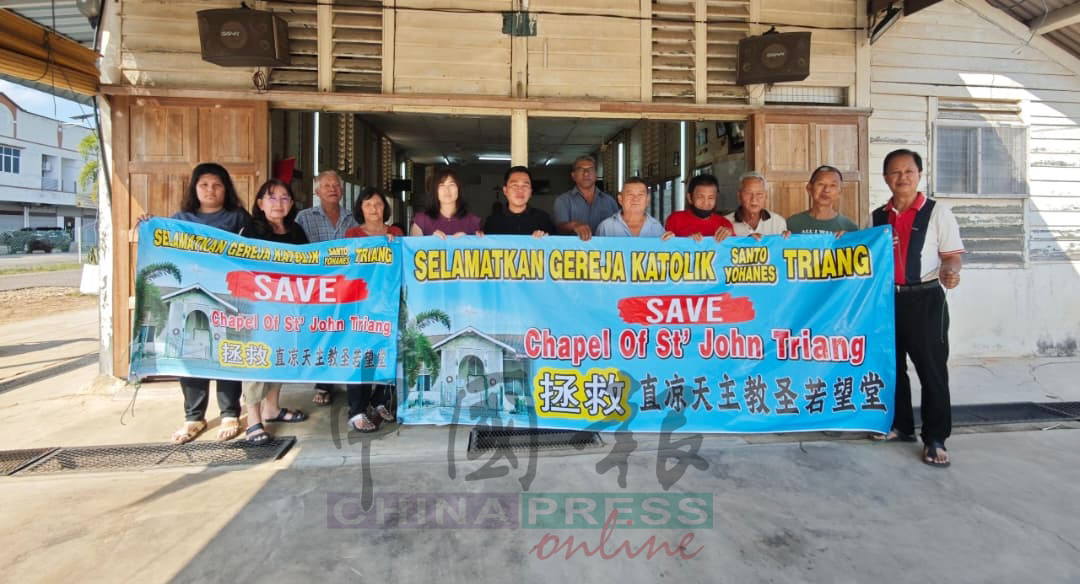 SELAMATKAN GEREJA KATOLIK SANTO YOHANES TRIANG
SAVE
Chapel Of St' John Triang
拯救 直凉天主教圣若望堂
SELAMATKAN GEREJA KATOLIK SANTO YOHANES TRIANG
SAVE
Chapel Of St' John Triang
拯救 直凉天主教圣若望堂
中國報
CHINA PRESS
online